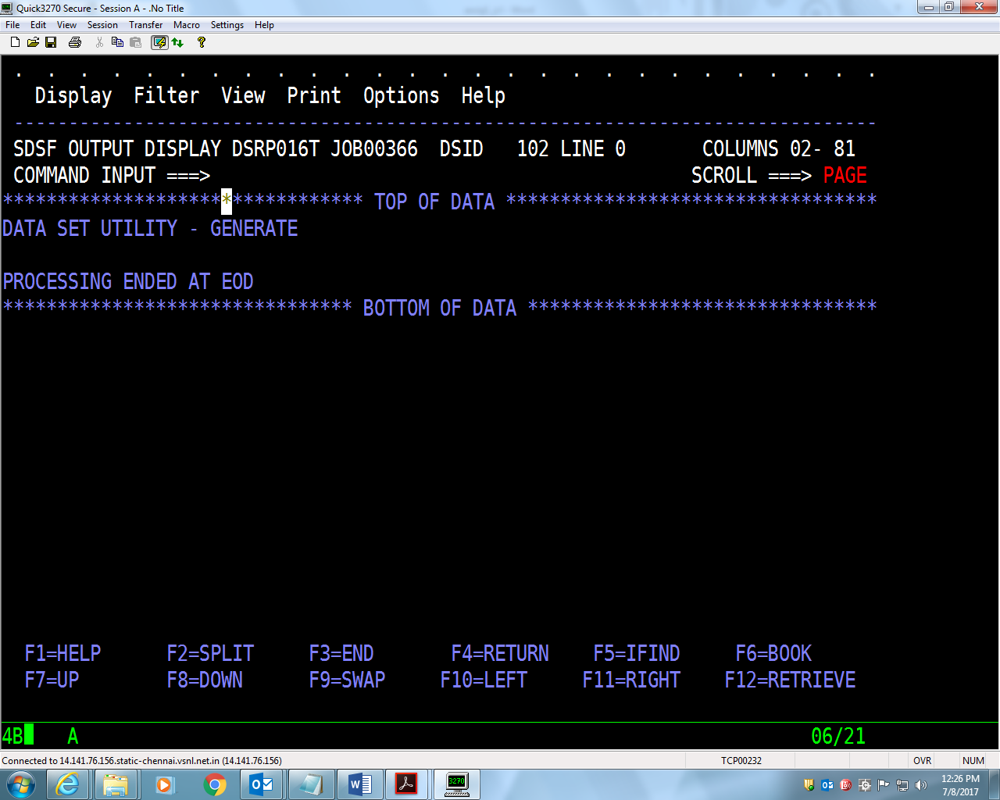 Quick3270 Secure - Session A - .No Title
File Edit View Session Transfer Macro Settings Help
. . . . . . . . . . . . . . . . . . . . . . . . . . .
Display Filter View Print Options Help
-------------------------------------------------------------------------------
SDSF OUTPUT DISPLAY DSRP016T JOB00366 DSID 102 LINE 0 COLUMNS 02- 81
COMMAND INPUT ===> SCROLL ===> PAGE
********************************* TOP OF DATA **********************************
DATA SET UTILITY - GENERATE
PROCESSING ENDED AT EOD
******************************** BOTTOM OF DATA ********************************
F1=HELP F2=SPLIT F3=END F4=RETURN F5=IFIND F6=BOOK
F7=UP F8=DOWN F9=SWAP F10=LEFT F11=RIGHT F12=RETRIEVE
4B A 06/21
Connected to 14.141.76.156.static-chennai.vsnl.net.in (14.141.76.156) TCP00232 OVR NUM
3270
12:26 PM
7/8/2017